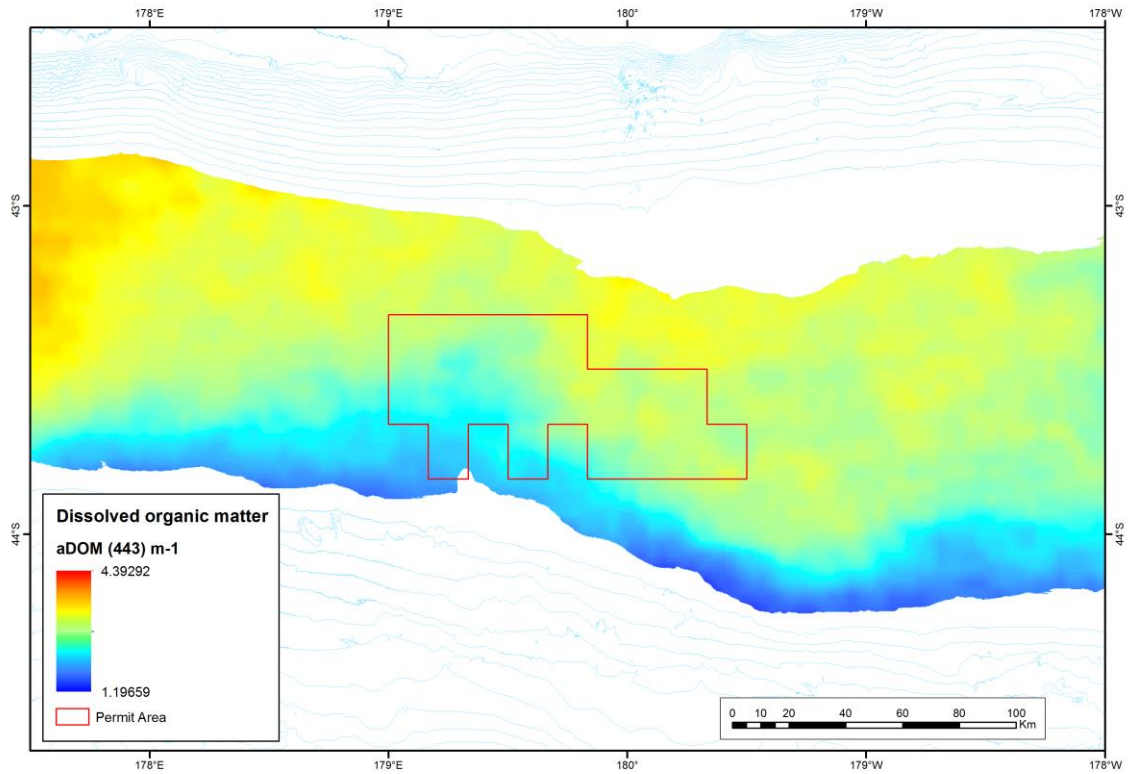 178°E 179°E 180° 179°W 178°W
43°S 43°S
44°S 44°S
Dissolved organic matter
aDOM (443) m-1
4.39292
1.19659
Permit Area
0 5 10 20 40 60 80 100
Km
178°E 179°E 180° 179°W 178°W